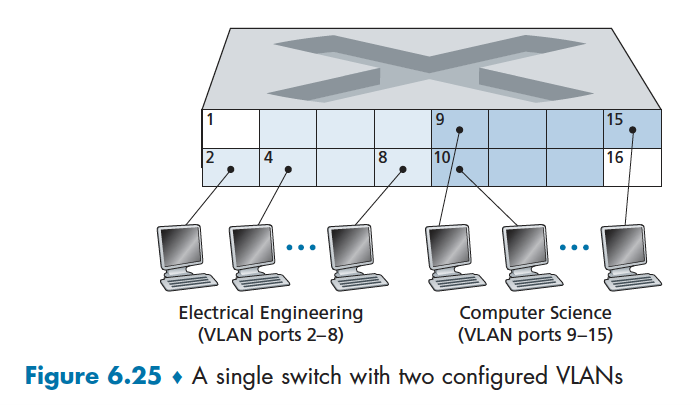 1 9 15
2 4 8 10 16
Electrical Engineering
(VLAN ports 2–8)
Computer Science
(VLAN ports 9–15)
Figure 6.25 ♦ A single switch with two configured VLANs